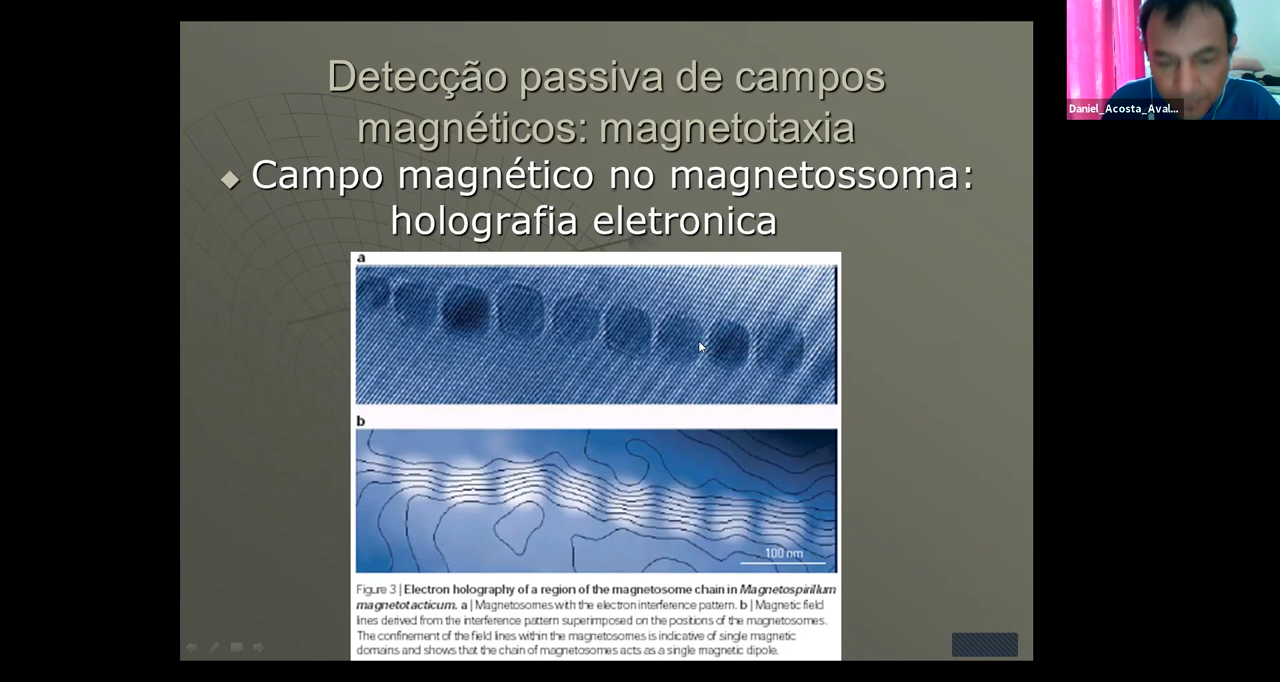 Detecção passiva de campos
magnéticos: magnetotaxia
Campo magnético no magnetossoma:
holografia eletronica
a
b
100 nm
Figure 3 | Electron holography of a region of the magnetosome chain in Magnetospirillum
magnetotacticum. a | Magnetosomes with the electron interference pattern. b | Magnetic field
lines derived from the interference pattern superimposed on the positions of the magnetosomes.
The confinement of the field lines within the magnetosomes is indicative of single magnetic
domains and shows that the chain of magnetosomes acts as a single magnetic dipole.
Daniel_Acosta_Aval...